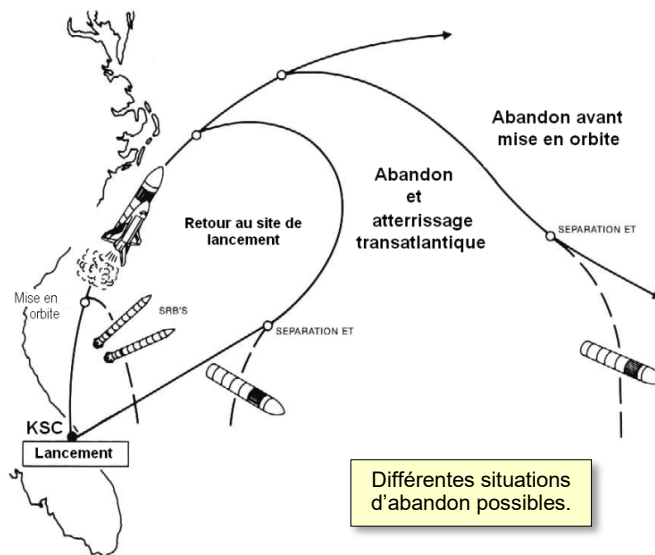 Abandon avant
mise en orbite
Abandon
et
atterrissage
transatlantique
Retour au site de
lancement
SEPARATION ET
Mise en
orbite
SRB'S
SEPARATION ET
KSC
Lancement
Différentes situations
d'abandon possibles.